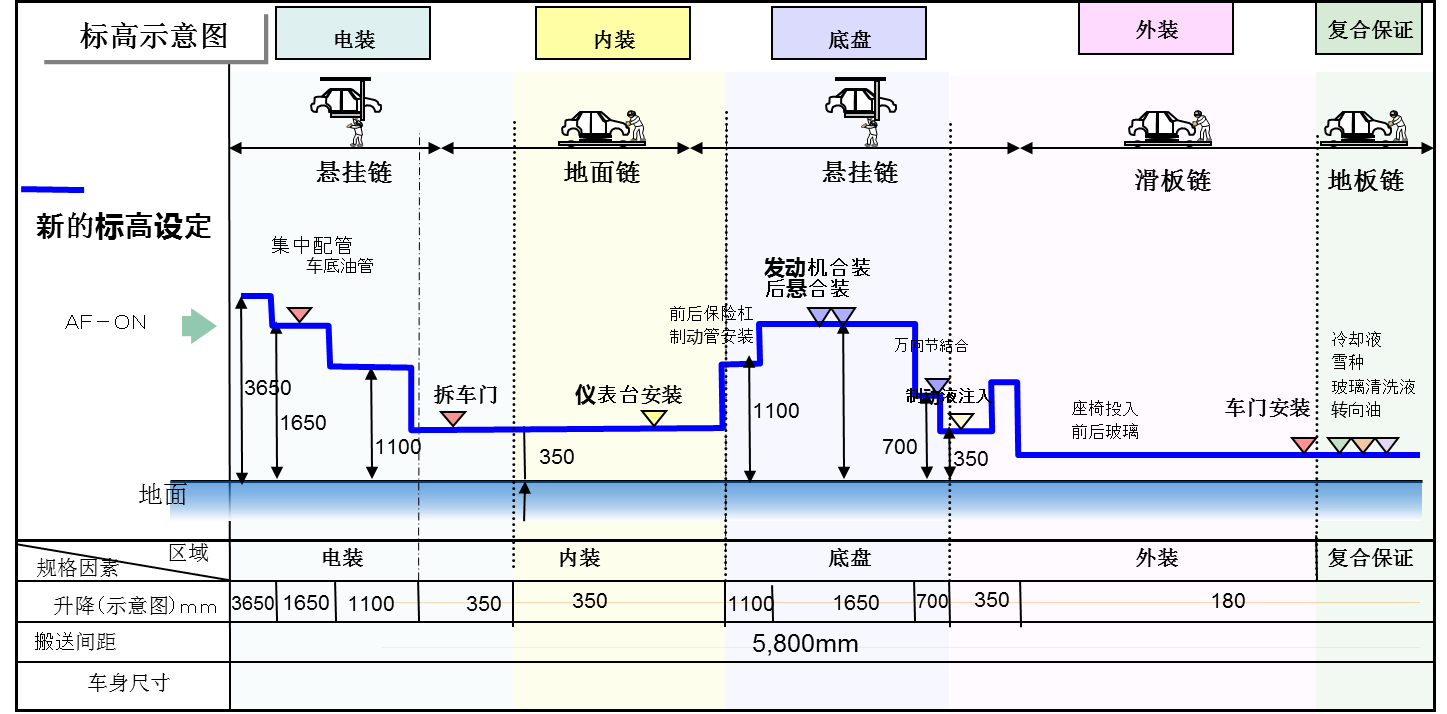 标高示意图
电装
内装
底盘
外装
复合保证
悬挂链
地面链
悬挂链
滑板链
地板链
新的标高设定
集中配管
车底油管
AF－ON
发动机合装
后悬合装
前后保险杠
制动管安装
万向节結合
制动液注入
拆车门
仪表台安装
座椅投入
前后玻璃
车门安装
冷却液
雪种
玻璃清洗液
转向油
3650
1650
1100
350
1100
700
350
地面
区域
规格因素
电装
内装
底盘
外装
复合保证
升降(示意图)mm
3650
1650
1100
350
350
1100
1650
700
350
180
搬送间距
5,800mm
车身尺寸